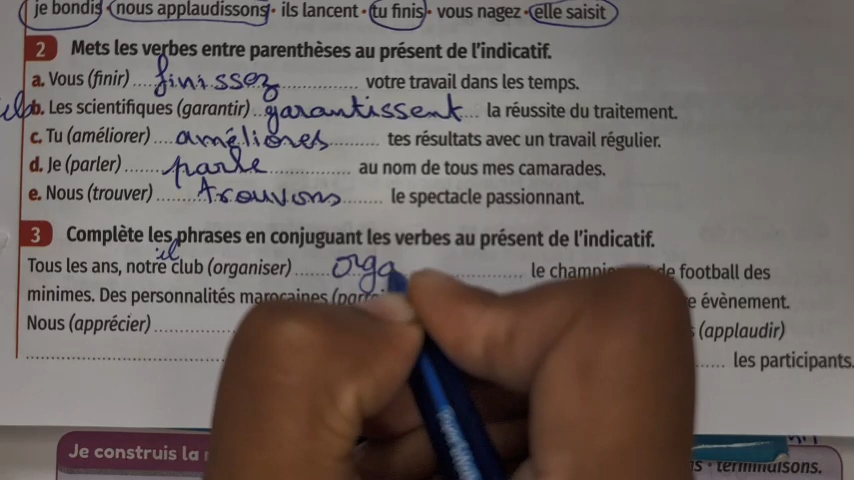 je bondis • nous applaudissons • ils lancent • tu finis • vous nagez • elle saisit
2 Mets les verbes entre parenthèses au présent de l'indicatif.
a. Vous (finir) finissez votre travail dans les temps.
ils b. Les scientifiques (garantir) garantissent la réussite du traitement.
c. Tu (améliorer) améliores tes résultats avec un travail régulier.
d. Je (parler) parle au nom de tous mes camarades.
e. Nous (trouver) trouvons le spectacle passionnant.
3 Complète les phrases en conjuguant les verbes au présent de l'indicatif.
il
Tous les ans, notre club (organiser) orga le de football des
minimes. Des personnalités marocaines évènement.
Nous (apprécier) (applaudir)
les participants.
Je construis la
terminaisons.